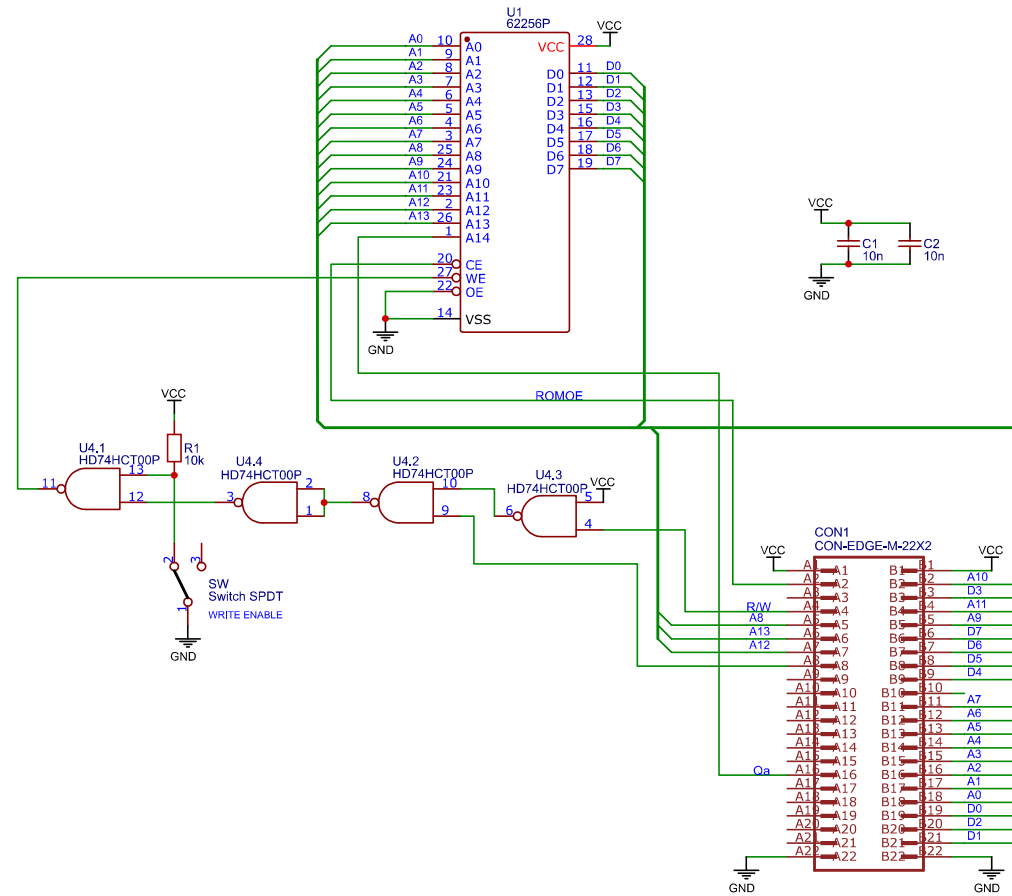 U1
62256P
VCC
A0 10 A0 VCC 28
A1 9 A1
A2 8 A2 D0 11 D0
A3 7 A3 D1 12 D1
A4 6 A4 D2 13 D2
A5 5 A5 D3 15 D3
A6 4 A6 D4 16 D4
A7 3 A7 D5 17 D5
A8 25 A8 D6 18 D6
A9 24 A9 D7 19 D7
A10 21 A10
A11 23 A11
A12 2 A12
A13 26 A13
1 A14
20 CE
27 WE
22 OE
14 VSS
GND
VCC
C1
10n
C2
10n
GND
ROMOE
VCC
R1
10k
U4.1
HD74HCT00P
11
13
12
U4.4
HD74HCT00P
3
2
1
U4.2
HD74HCT00P
8
10
9
U4.3
HD74HCT00P
6
5
4
VCC
2
3
1
SW
Switch SPDT
WRITE ENABLE
GND
CON1
CON-EDGE-M-22X2
VCC
VCC
A1 A1 B1 B1
A2 A2 B2 B2 A10
A3 A3 B3 B3 D3
R/W A4 A4 B4 B4 A11
A8 A5 A5 B5 B5 A9
A13 A6 A6 B6 B6 D7
A12 A7 A7 B7 B7 D6
A8 A8 B8 B8 D5
A9 A9 B9 B9 D4
A10 A10 B10 B10
A11 A11 B11 B11 A7
A12 A12 B12 B12 A6
A13 A13 B13 B13 A5
A14 A14 B14 B14 A4
A15 A15 B15 B15 A3
Qa A16 A16 B16 B16 A2
A17 A17 B17 B17 A1
A18 A18 B18 B18 A0
A19 A19 B19 B19 D0
A20 A20 B20 B20 D2
A21 A21 B21 B21 D1
A22 A22 B22 B22
GND
GND